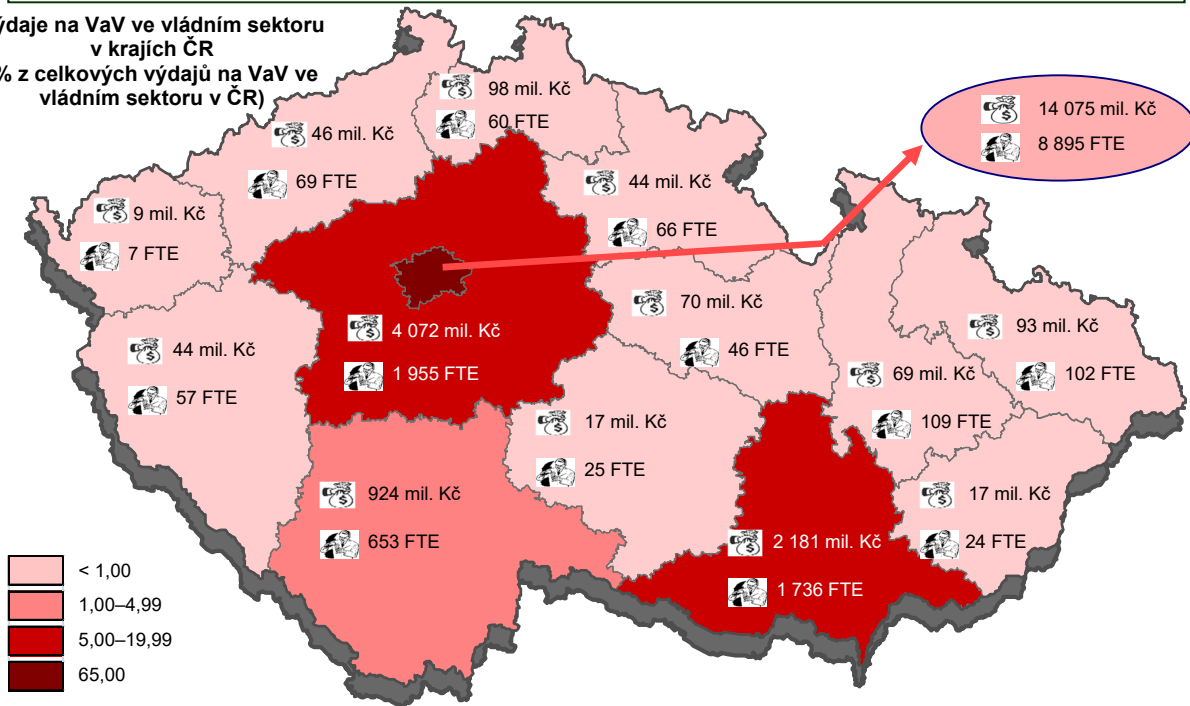 ýdaje na VaV ve vládním sektoru
v krajích ČR
% z celkových výdajů na VaV ve
vládním sektoru v ČR)
98 mil. Kč
60 FTE
14 075 mil. Kč
8 895 FTE
46 mil. Kč
69 FTE
44 mil. Kč
66 FTE
9 mil. Kč
7 FTE
70 mil. Kč
46 FTE
4 072 mil. Kč
1 955 FTE
93 mil. Kč
102 FTE
44 mil. Kč
57 FTE
69 mil. Kč
109 FTE
17 mil. Kč
25 FTE
924 mil. Kč
653 FTE
17 mil. Kč
24 FTE
2 181 mil. Kč
1 736 FTE
< 1,00
1,00–4,99
5,00–19,99
65,00